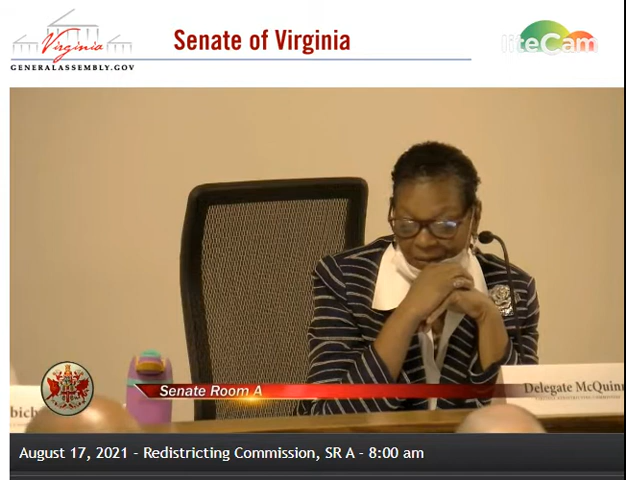 Virginia
GENERALASSEMBLY.GOV
Senate of Virginia
liteCam
Senate Room A
Delegate McQuinn
August 17, 2021 - Redistricting Commission, SR A - 8:00 am